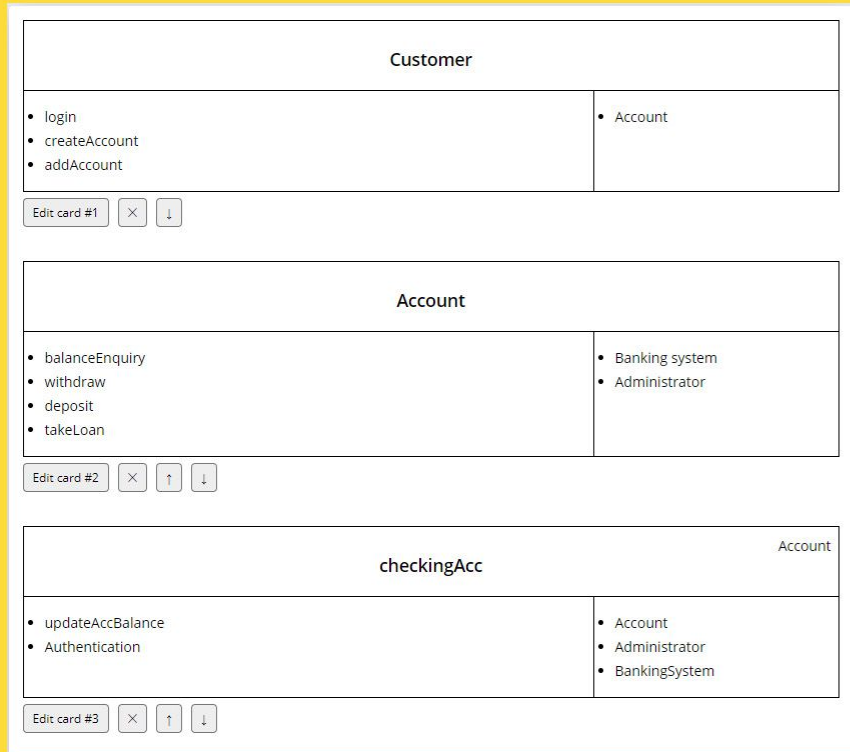 Customer
• login
• createAccount
• addAccount
• Account
Edit card #1 × ↓
Account
• balanceEnquiry
• withdraw
• deposit
• takeLoan
• Banking system
• Administrator
Edit card #2 × ↑ ↓
Account
checkingAcc
• updateAccBalance
• Authentication
• Account
• Administrator
• BankingSystem
Edit card #3 × ↑ ↓